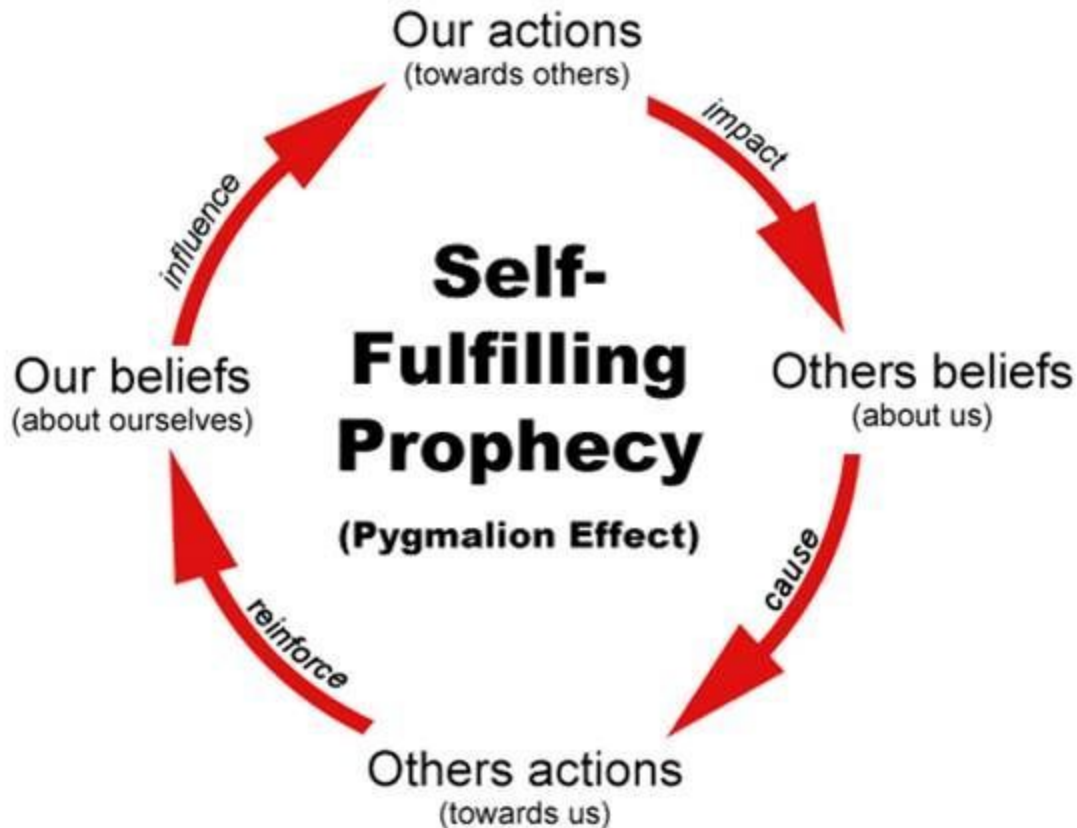 Our actions
(towards others)
impact
Others beliefs
(about us)
cause
Others actions
(towards us)
reinforce
Our beliefs
(about ourselves)
influence
Self-
Fulfilling
Prophecy
(Pygmalion Effect)